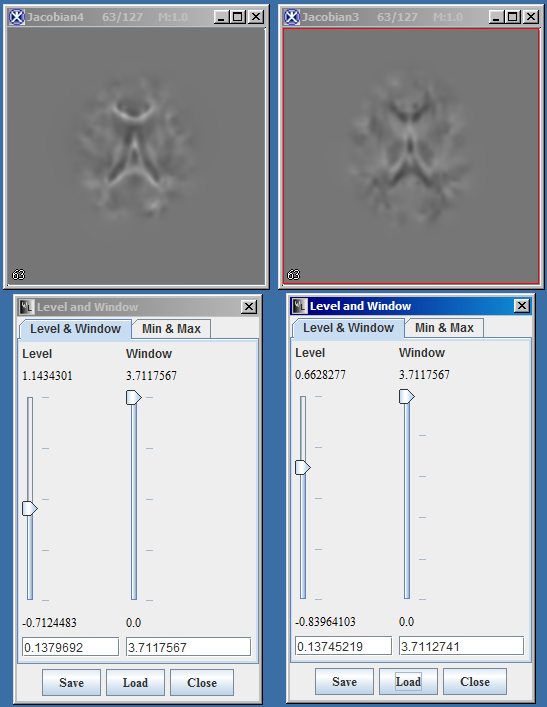 Jacobian4 63/127 M:1.0
Jacobian3 63/127 M:1.0
63
63
Level and Window
Level & Window Min & Max
Level Window
1.1434301 3.7117567
-0.7124483 0.0
0.1379692 3.7117567
Save Load Close
Level and Window
Level & Window Min & Max
Level Window
0.6628277 3.7117567
-0.83964103 0.0
0.13745219 3.7112741
Save Load Close